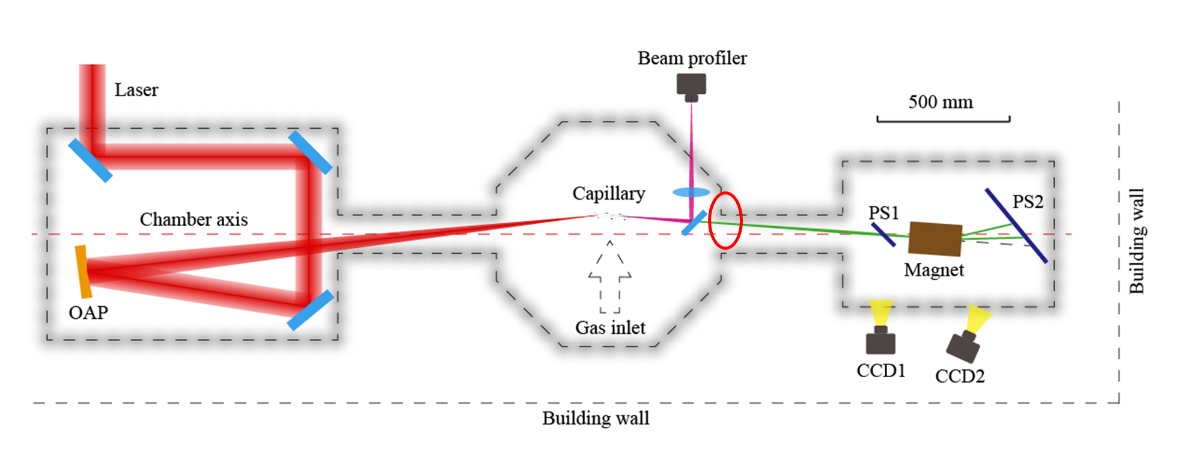 Beam profiler
Laser
500 mm
Capillary
Chamber axis
PS1
PS2
Magnet
OAP
Gas inlet
CCD1
CCD2
Building wall
Building wall